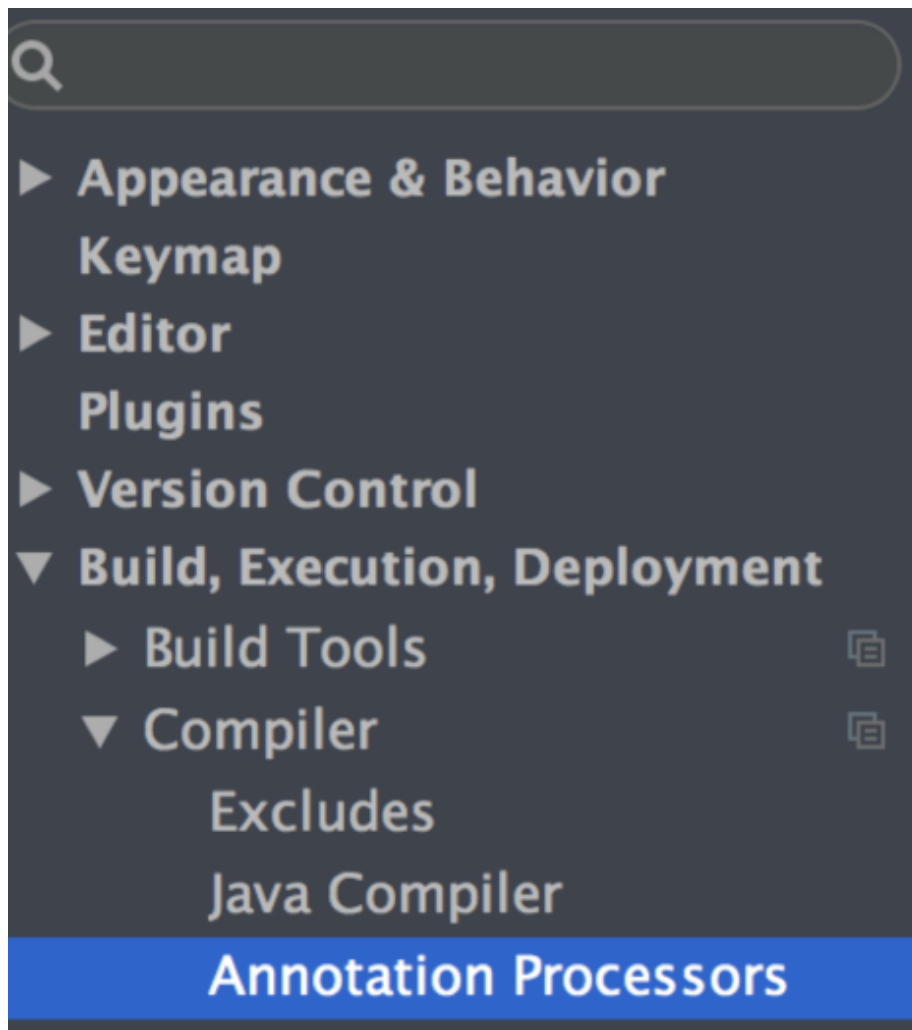 Appearance & Behavior
Keymap
Editor
Plugins
Version Control
Build, Execution, Deployment
Build Tools
Compiler
Excludes
Java Compiler
Annotation Processors